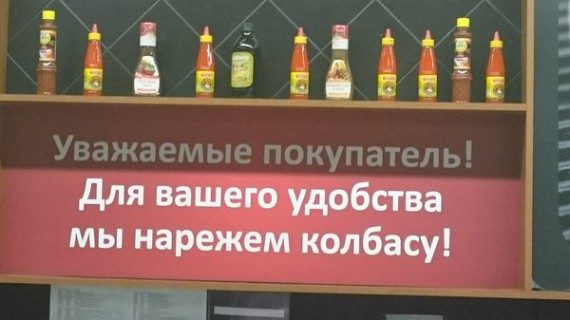 Уважаемые покупатель!
Для вашего удобства
мы нарежем колбасу!